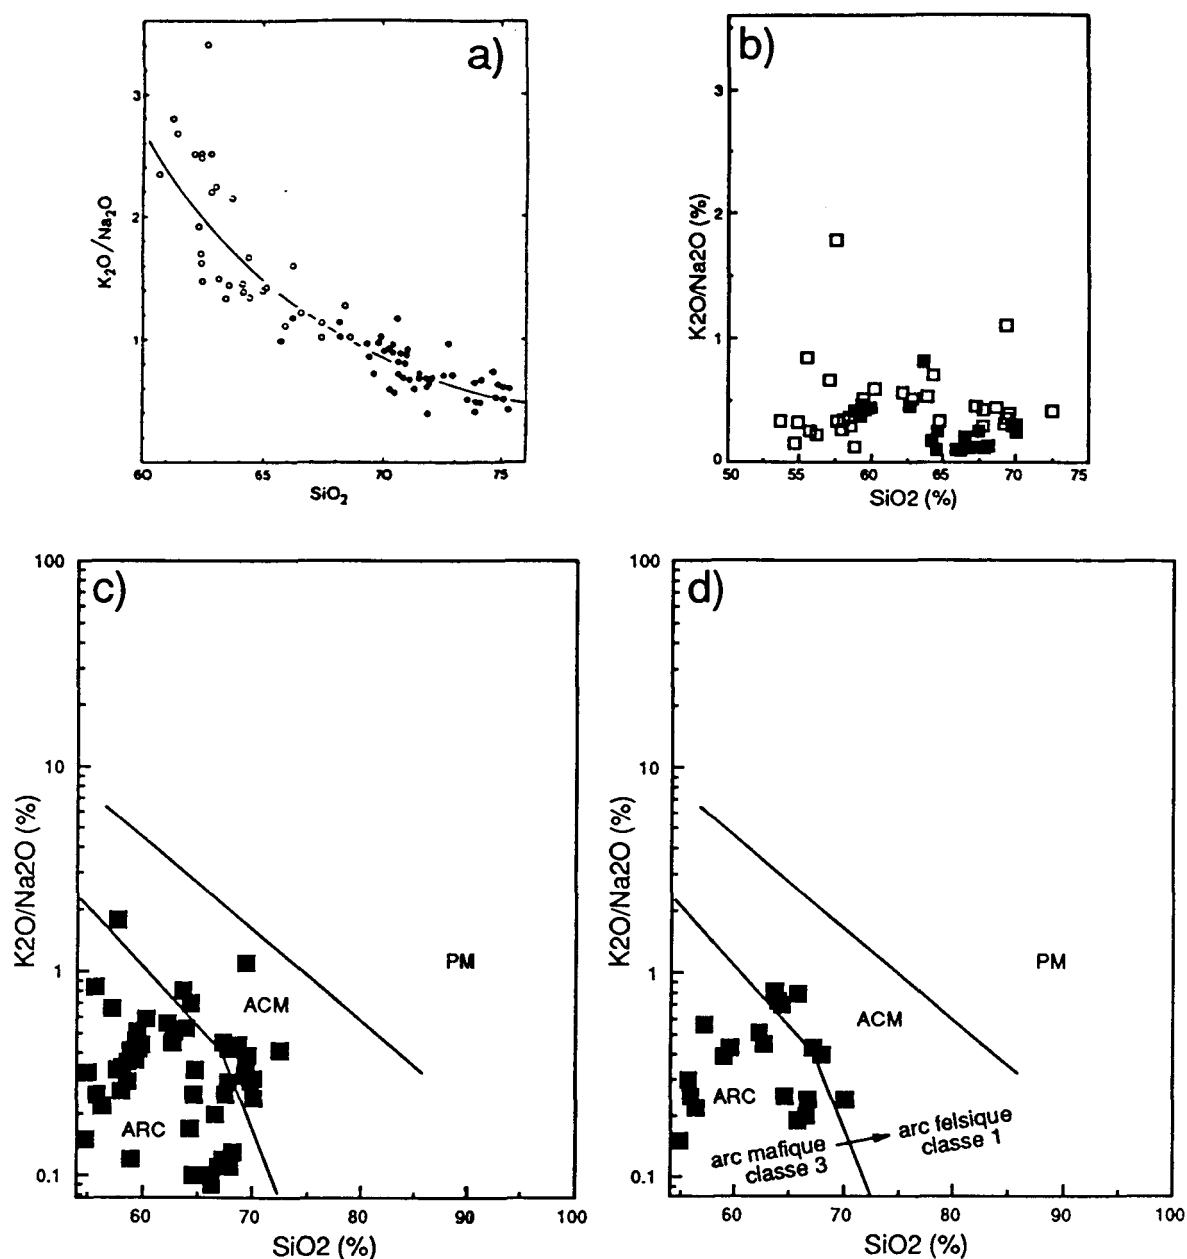 a)
3
2
1
K₂O/Na₂O
60
65
70
75
SiO₂
b)
3
2
1
0
K2O/Na2O (%)
50
55
60
65
70
75
SiO2 (%)
c)
100
10
1
0.1
K2O/Na2O (%)
PM
ACM
ARC
60
70
80
90
100
SiO2 (%)
d)
100
10
1
0.1
K2O/Na2O (%)
PM
ACM
ARC
arc mafique
classe 3
arc felsique
classe 1
60
70
80
90
100
SiO2 (%)